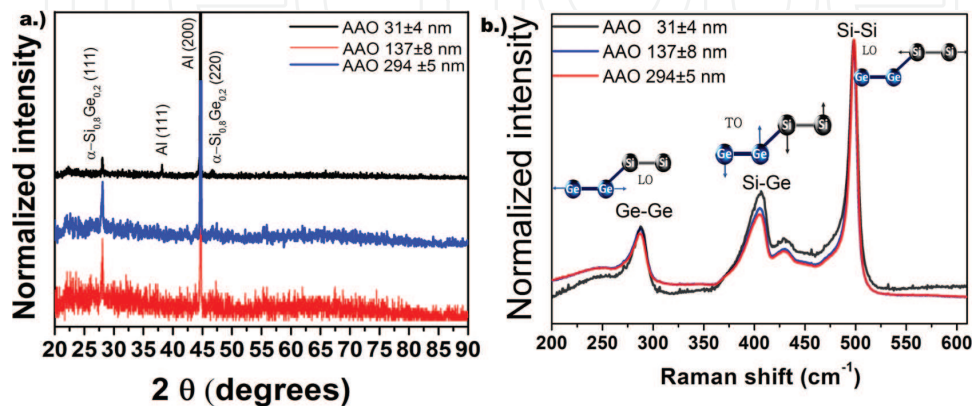 a.)
AAO 31±4 nm
AAO 137±8 nm
AAO 294 ±5 nm
α−Si0,8Ge0,2 (111)
Al (111)
Al (200)
α−Si0,8Ge0,2 (220)
Normalized intensity
20 25 30 35 40 45 50 55 60 65 70 75 80 85 90
2 θ (degrees)
b.)
AAO 31±4 nm
AAO 137±8 nm
AAO 294 ±5 nm
Si-Si
LO
Si Si
Ge Ge
TO
Si Si
Ge Ge
Si-Ge
Si Si
Ge Ge
LO
Ge-Ge
Normalized intensity
200 250 300 350 400 450 500 550 600
Raman shift (cm⁻¹)